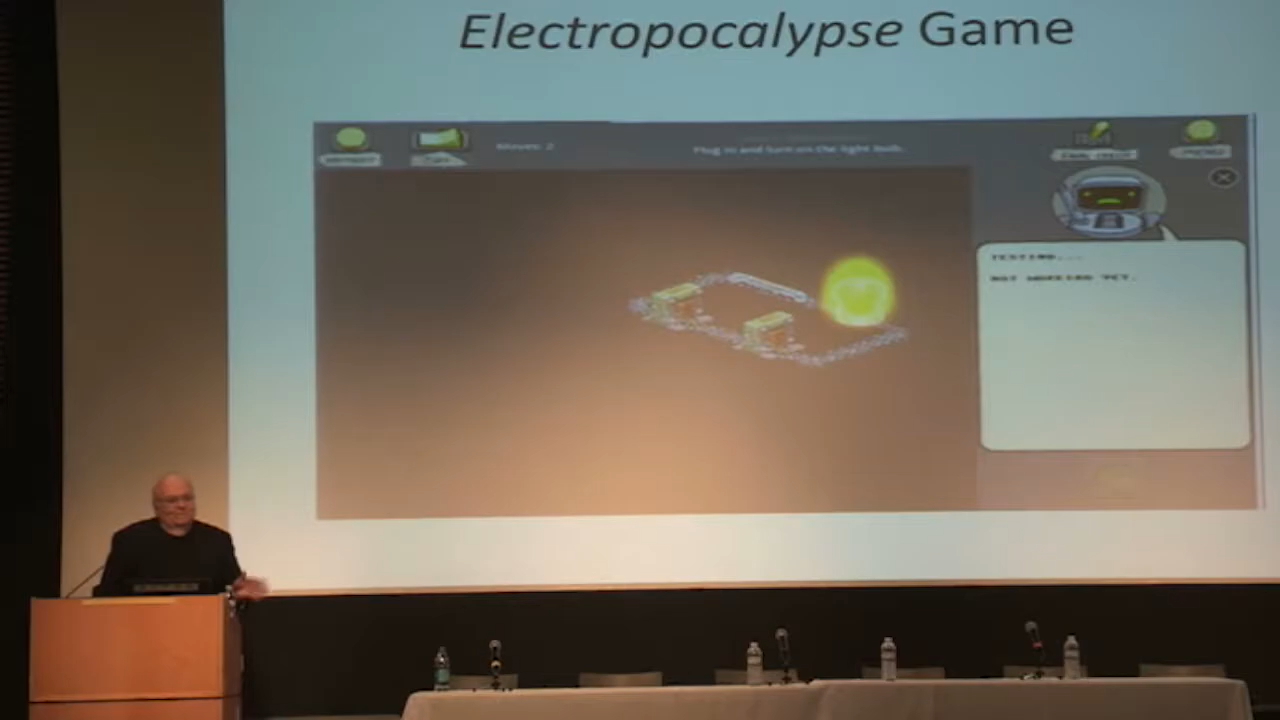 Electropocalypse Game
Moves: 2
Plug in and turn on the light bulb.
TESTING...
NOT WORKING YET.